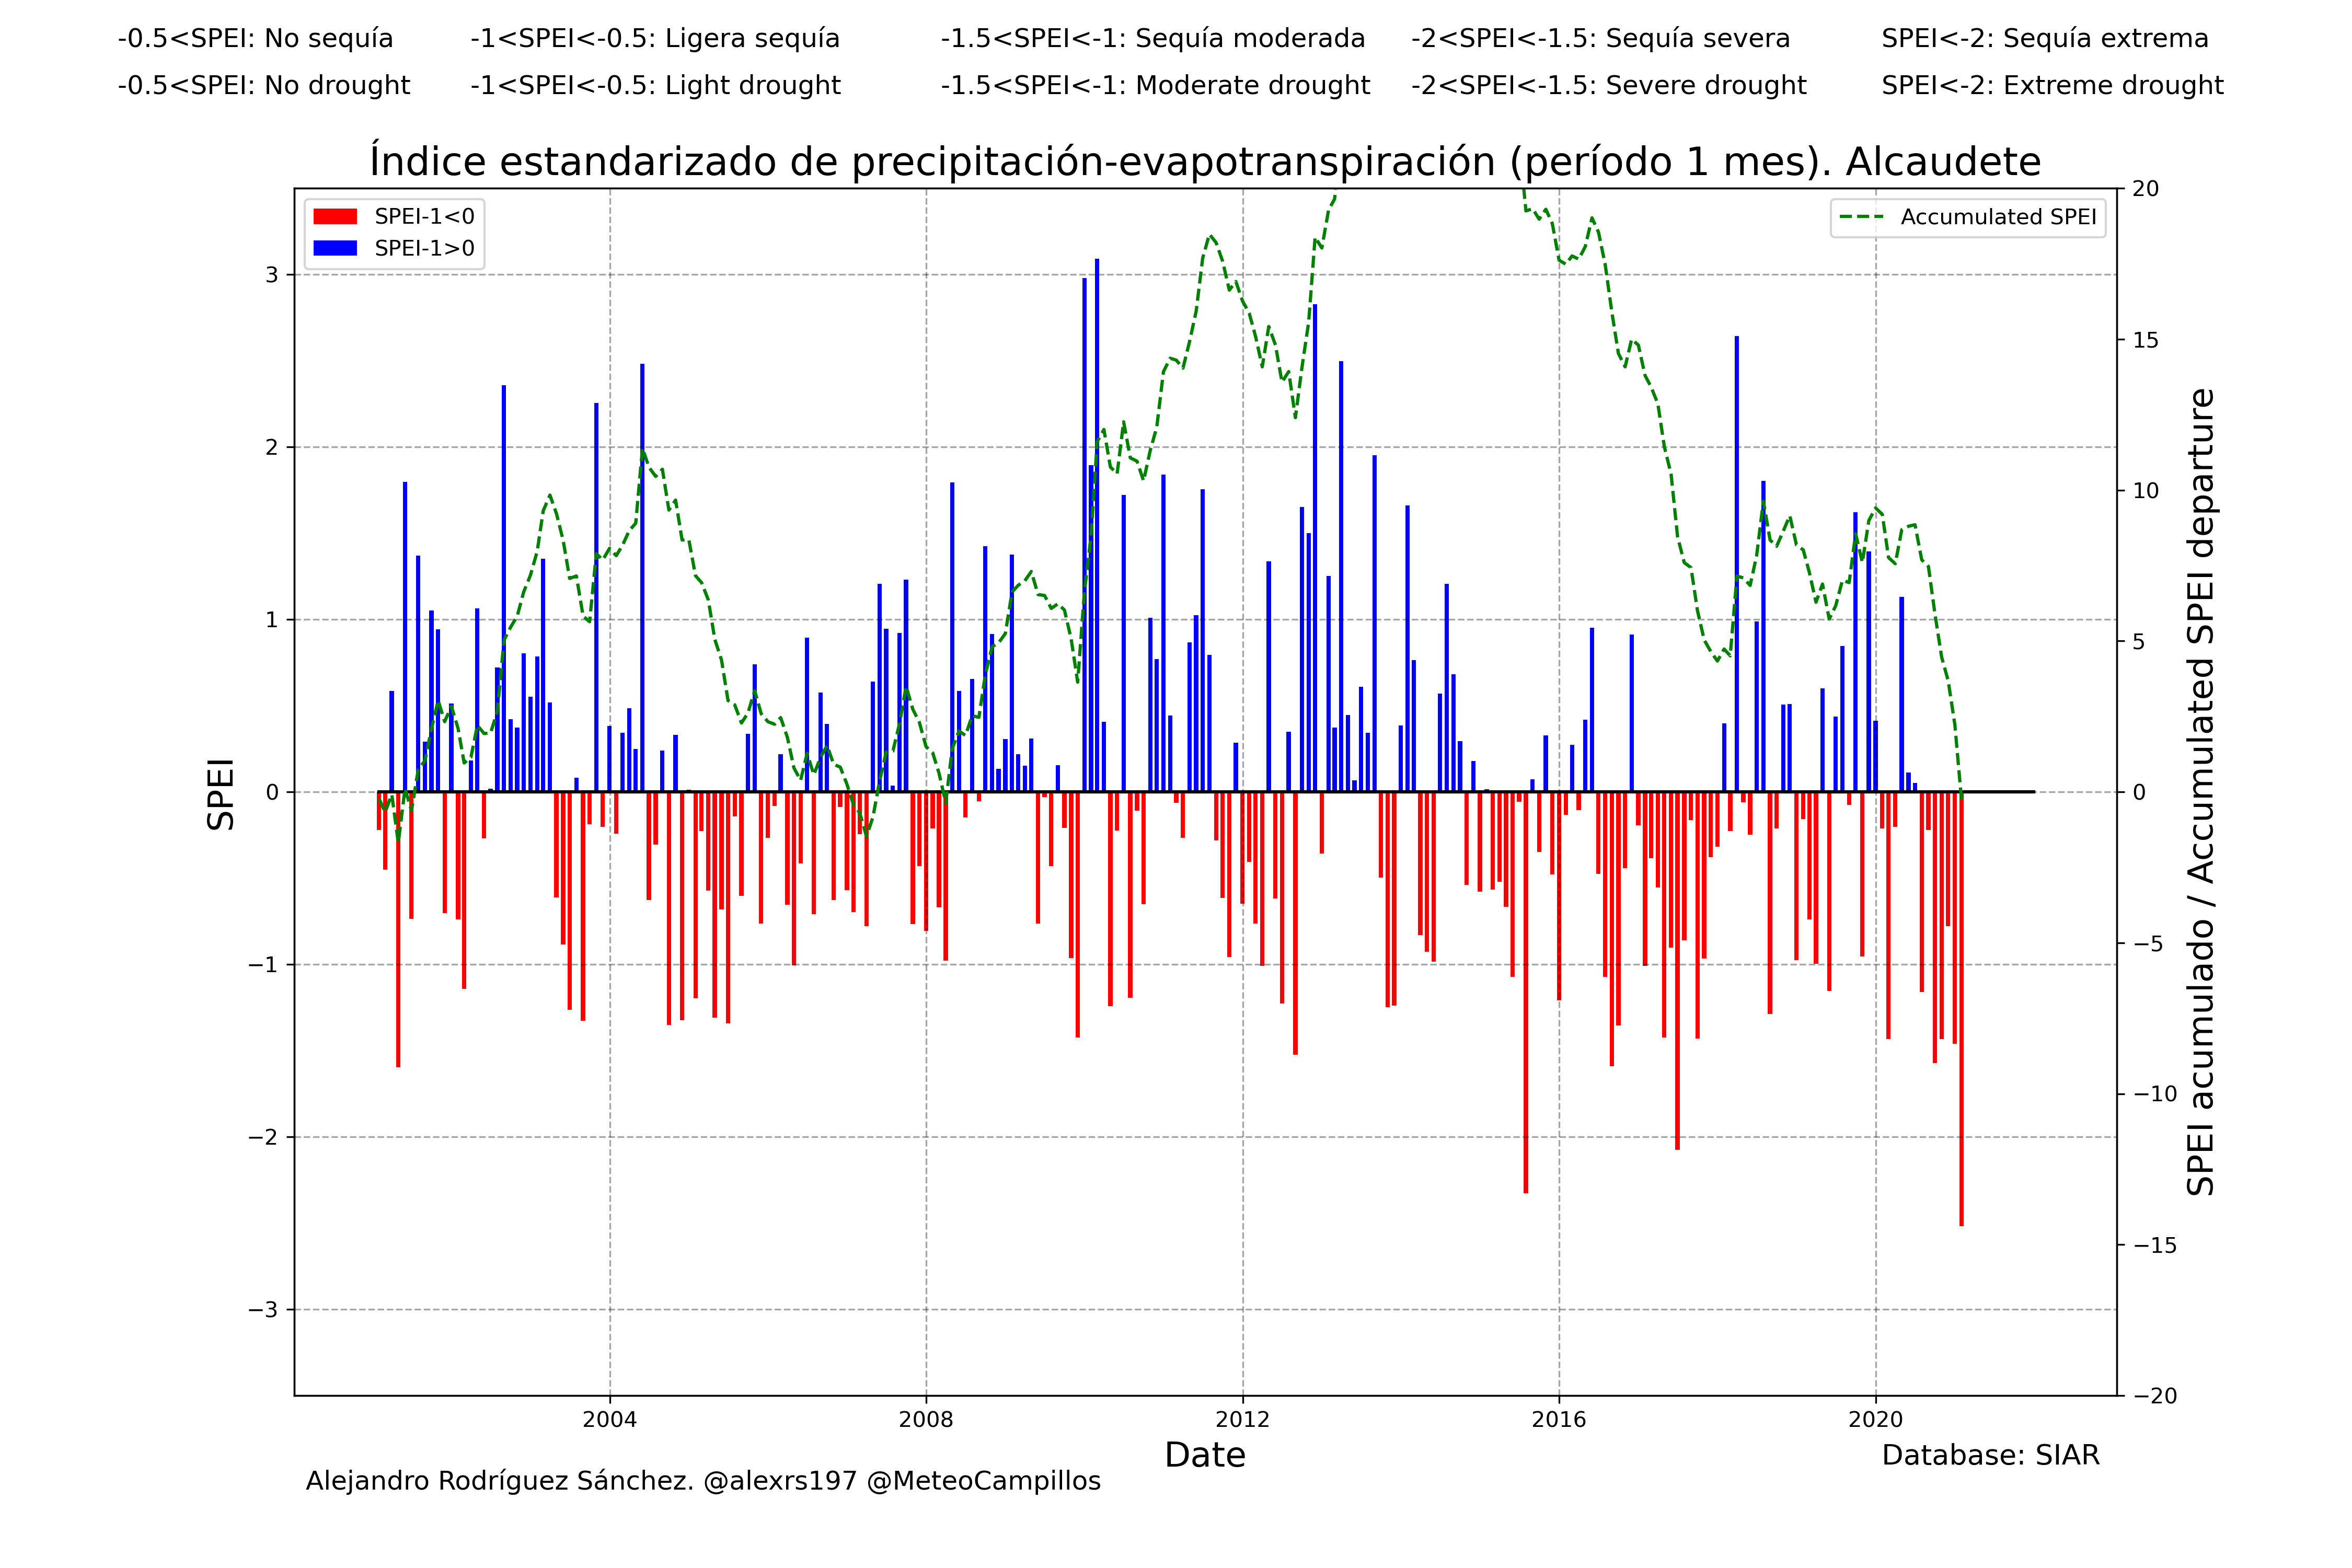 -0.5<SPEI: No sequía -1<SPEI<-0.5: Ligera sequía -1.5<SPEI<-1: Sequía moderada -2<SPEI<-1.5: Sequía severa SPEI<-2: Sequía extrema
-0.5<SPEI: No drought -1<SPEI<-0.5: Light drought -1.5<SPEI<-1: Moderate drought -2<SPEI<-1.5: Severe drought SPEI<-2: Extreme drought
Índice estandarizado de precipitación-evapotranspiración (período 1 mes). Alcaudete
SPEI-1<0
SPEI-1>0
Accumulated SPEI
SPEI
3
2
1
0
−1
−2
−3
20
15
10
5
0
−5
−10
−15
−20
SPEI acumulado / Accumulated SPEI departure
2004 2008 2012 2016 2020
Date
Database: SIAR
Alejandro Rodríguez Sánchez. @alexrs197 @MeteoCampillos